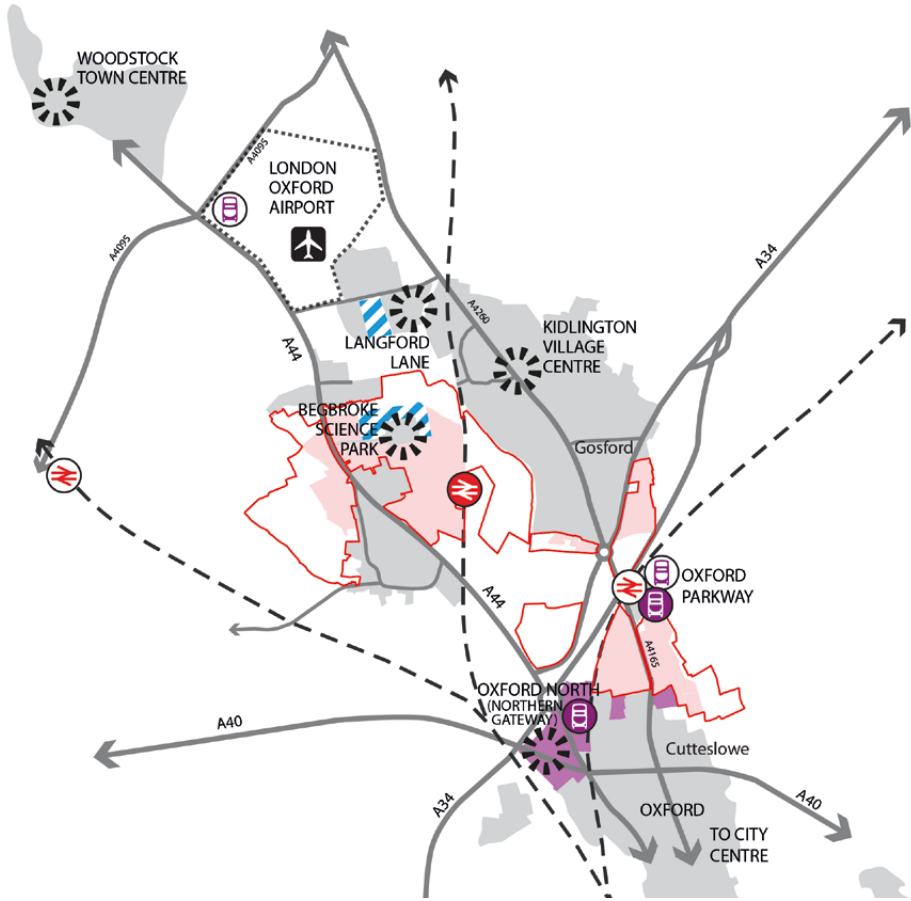 WOODSTOCK
TOWN CENTRE
A4095
LONDON
OXFORD
AIRPORT
A4095
A34
A4260
KIDLINGTON
VILLAGE
CENTRE
A44
LANGFORD
LANE
BEGBROKE
SCIENCE
PARK
Gosford
OXFORD
PARKWAY
A44
A4165
OXFORD NORTH
(NORTHERN
GATEWAY)
A40
Cutteslowe
A34
OXFORD
A40
TO CITY
CENTRE